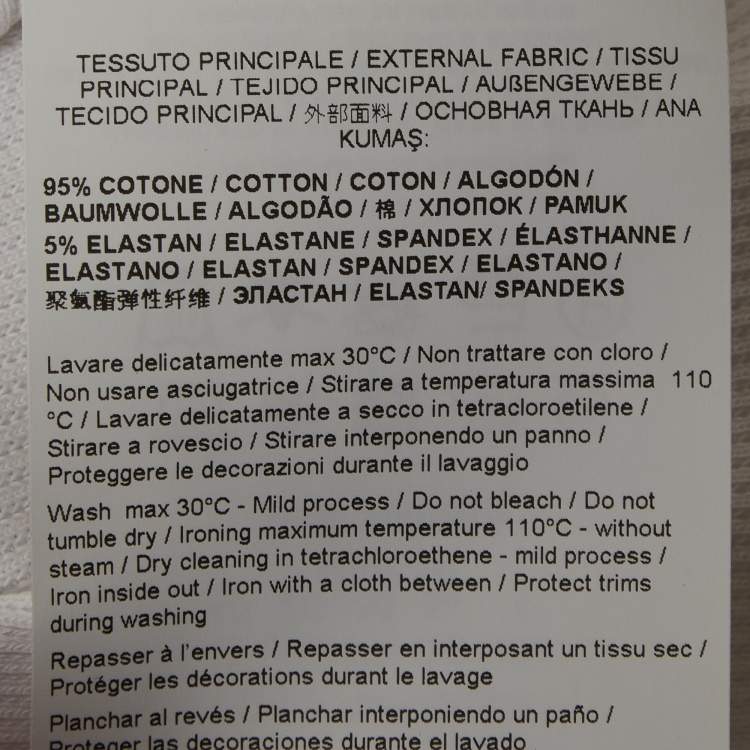 TESSUTO PRINCIPALE / EXTERNAL FABRIC / TISSU
PRINCIPAL / TEJIDO PRINCIPAL / AUßENGEWEBE /
TECIDO PRINCIPAL / 外部面料 / ОСНОВНАЯ ТКАНЬ / ANA
KUMAŞ:
95% COTONE / COTTON / COTON / ALGODÓN /
BAUMWOLLE / ALGODÃO / 棉 / ХЛОПОК / PAMUK
5% ELASTAN / ELASTANE / SPANDEX / ÉLASTHANNE /
ELASTANO / ELASTAN / SPANDEX / ELASTANO /
聚氨酯弹性纤维 / ЭЛАСТАН / ELASTAN/ SPANDEKS
Lavare delicatamente max 30°C / Non trattare con cloro /
Non usare asciugatrice / Stirare a temperatura massima 110
°C / Lavare delicatamente a secco in tetracloroetilene /
Stirare a rovescio / Stirare interponendo un panno /
Proteggere le decorazioni durante il lavaggio
Wash max 30°C - Mild process / Do not bleach / Do not
tumble dry / Ironing maximum temperature 110°C - without
steam / Dry cleaning in tetrachloroethene - mild process /
Iron inside out / Iron with a cloth between / Protect trims
during washing
Repasser à l'envers / Repasser en interposant un tissu sec /
Protéger les décorations durant le lavage
Planchar al revés / Planchar interponiendo un paño /
Proteger las decoraciones durante el lavado